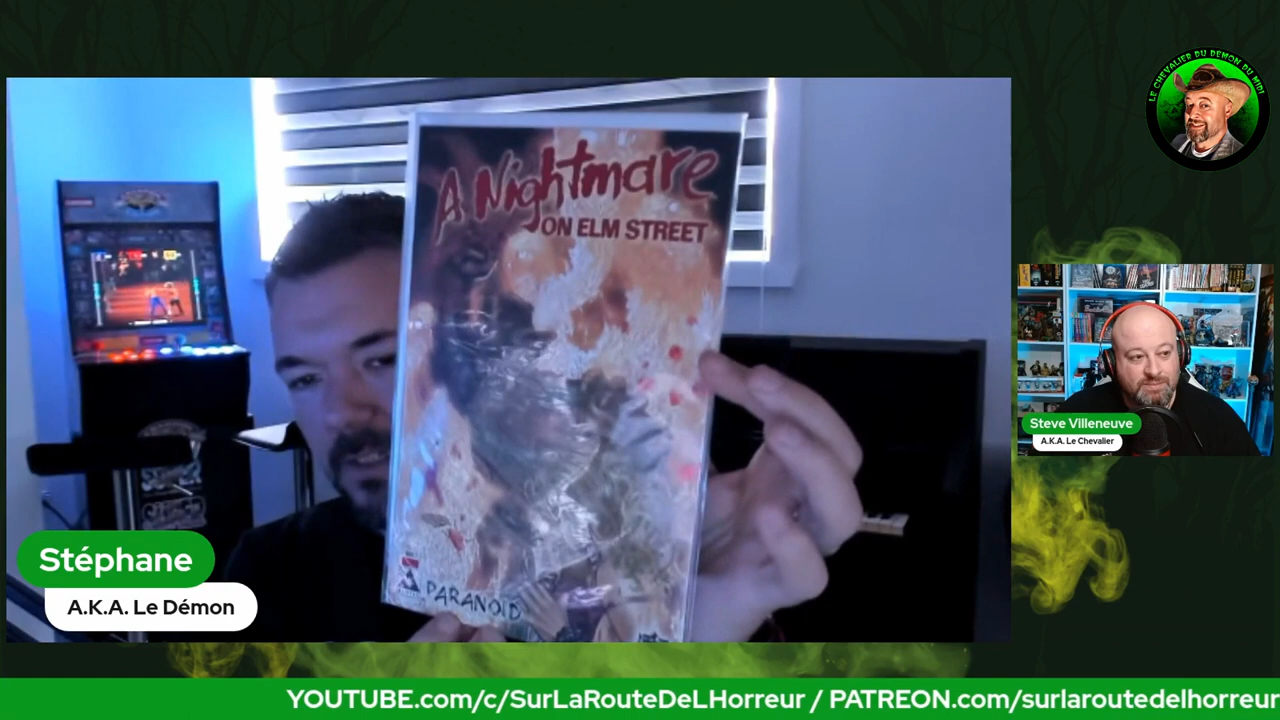 LE CHEVALIER DU DEMON DU MIDI
A Nightmare
ON ELM STREET
PARANOID
Steve Villeneuve
A.K.A. Le Chevalier
Stéphane
A.K.A. Le Démon
YOUTUBE.com/c/SurLaRouteDeLHorreur / PATREON.com/surlaroutedelhorreur